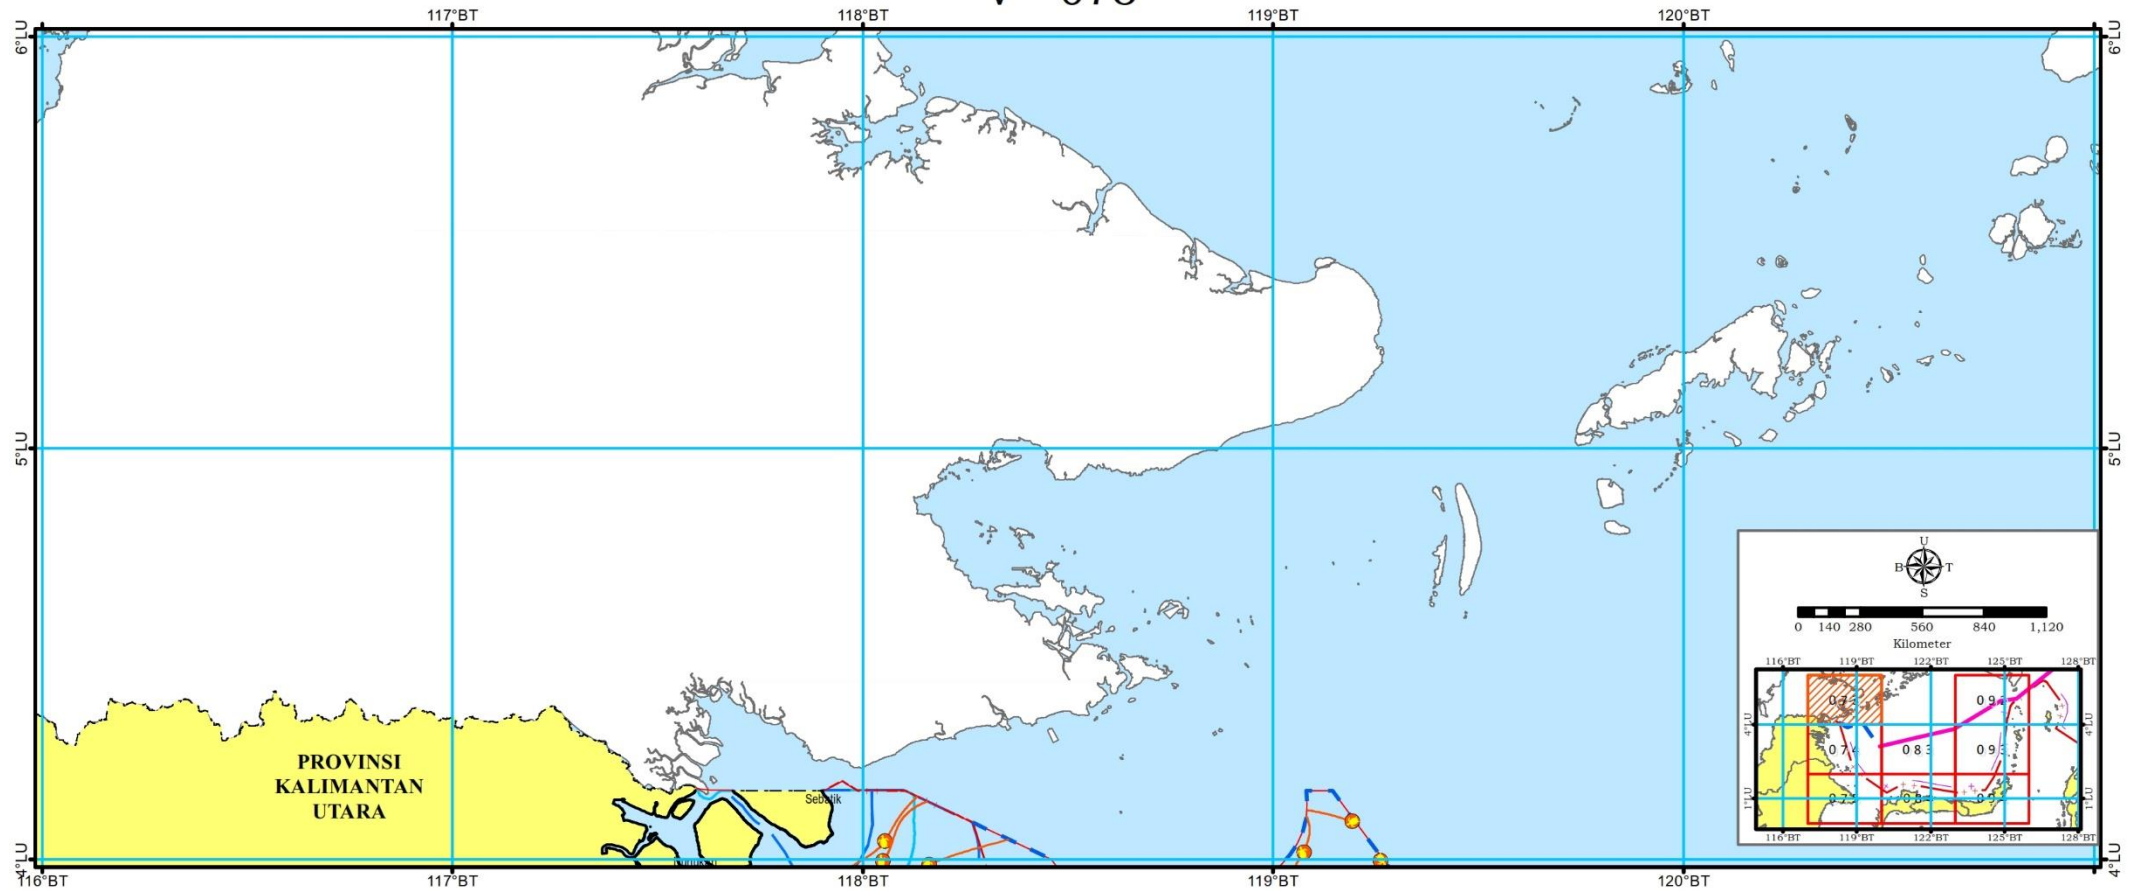 117°BT 118°BT 119°BT 120°BT
6°LU 6°LU
5°LU 5°LU
PROVINSI
KALIMANTAN
UTARA
Sebatik
4°LU 4°LU
116°BT 117°BT 118°BT 119°BT 120°BT
U
B T
S
0 140 280 560 840 1,120
Kilometer
116°BT 119°BT 122°BT 125°BT 128°BT
4°LU 4°LU
074 083 093
1°LU 1°LU
116°BT 119°BT 122°BT 125°BT 128°BT